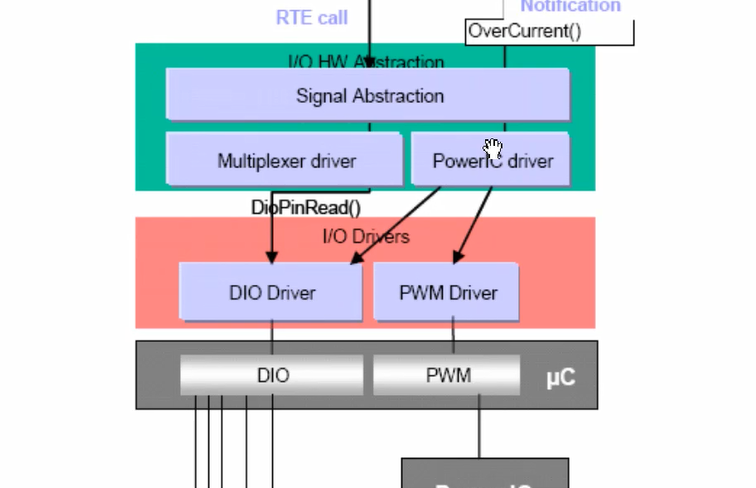 Notification
RTE call
OverCurrent()
I/O HW Abstraction
Signal Abstraction
Multiplexer driver
PowerIC driver
DioPinRead()
I/O Drivers
DIO Driver
PWM Driver
DIO
PWM
µC